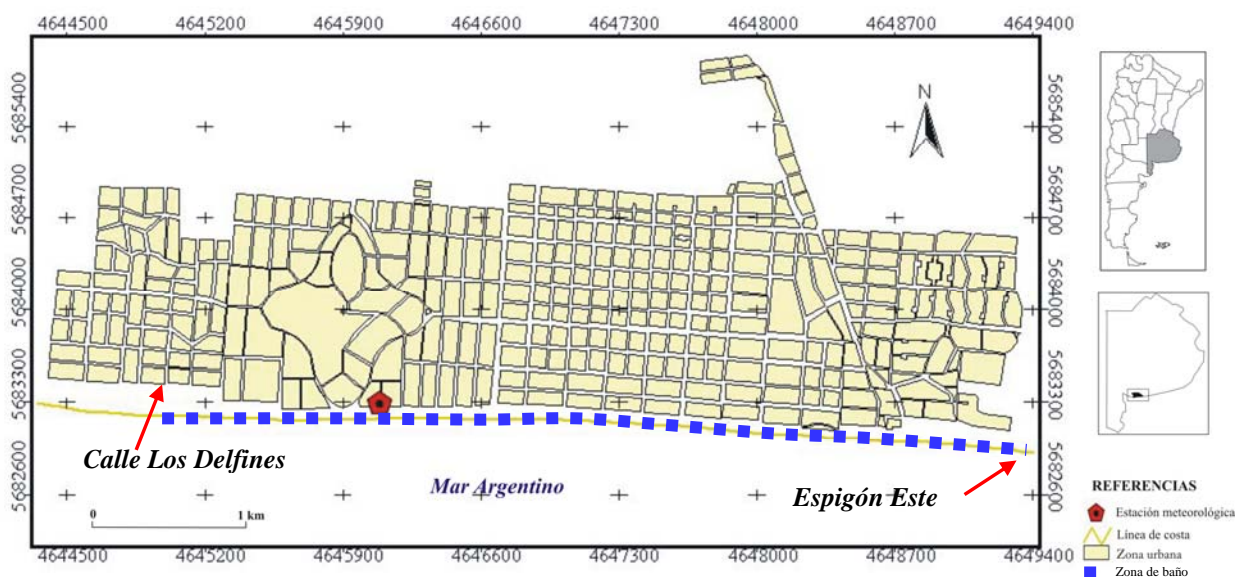 4644500 4645200 4645900 4646600 4647300 4648000 4648700 4649400
5685400 5685400
N
5684700 5684700
5684000 5684000
5683300 5683300
Calle Los Delfines
5682600 5682600
Mar Argentino
Espigón Este
0 1 km
4644500 4645200 4645900 4646600 4647300 4648000 4648700 4649400
REFERENCIAS
Estación meteorológica
Línea de costa
Zona urbana
Zona de baño